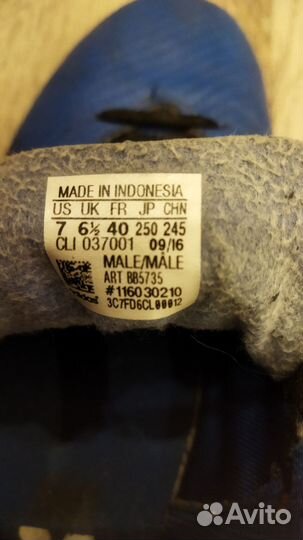 MADE IN INDONESIA
US UK FR JP CHN
7 6½ 40 250 245
CLI 037001 09/16
MALE/MÂLE
ART BB5735
#116030210
3C7FD6CL00012
Avito